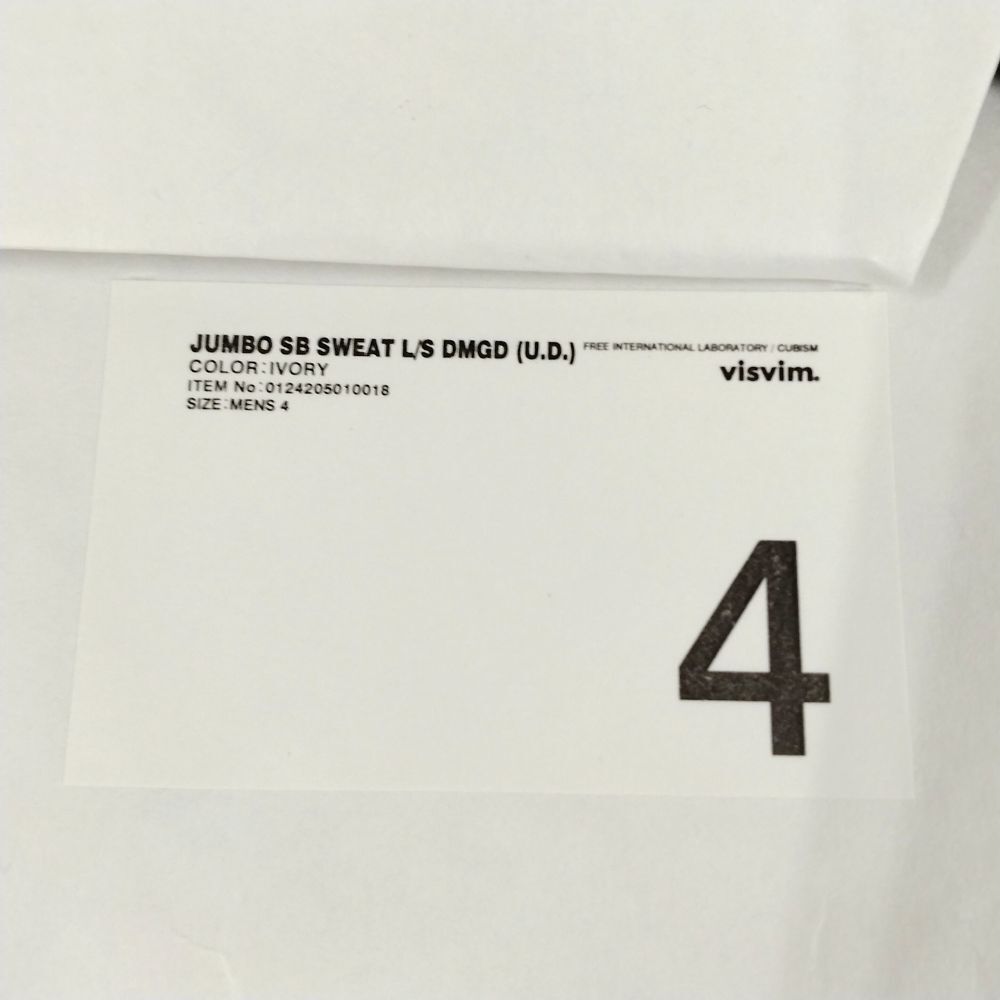 JUMBO SB SWEAT L/S DMGD (U.D.)
COLOR:IVORY
ITEM No:0124205010018
SIZE:MENS 4
FREE INTERNATIONAL LABORATORY / CUBISM
visvim.
4